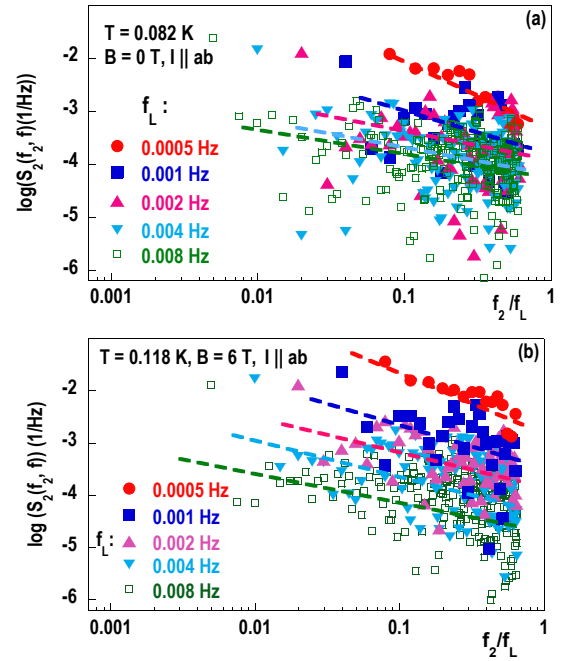 (a)
T = 0.082 K
B = 0 T, I || ab
f_L :
0.0005 Hz
0.001 Hz
0.002 Hz
0.004 Hz
0.008 Hz
log(S_2(f_2, f)(1/Hz))
-2
-3
-4
-5
-6
0.001
0.01
0.1
1
f_2/f_L
(b)
T = 0.118 K, B = 6 T, I || ab
0.0005 Hz
0.001 Hz
f_L:
0.002 Hz
0.004 Hz
0.008 Hz
log (S_2(f_2, f)) (1/Hz)
-2
-3
-4
-5
-6
0.001
0.01
0.1
1
f_2/f_L